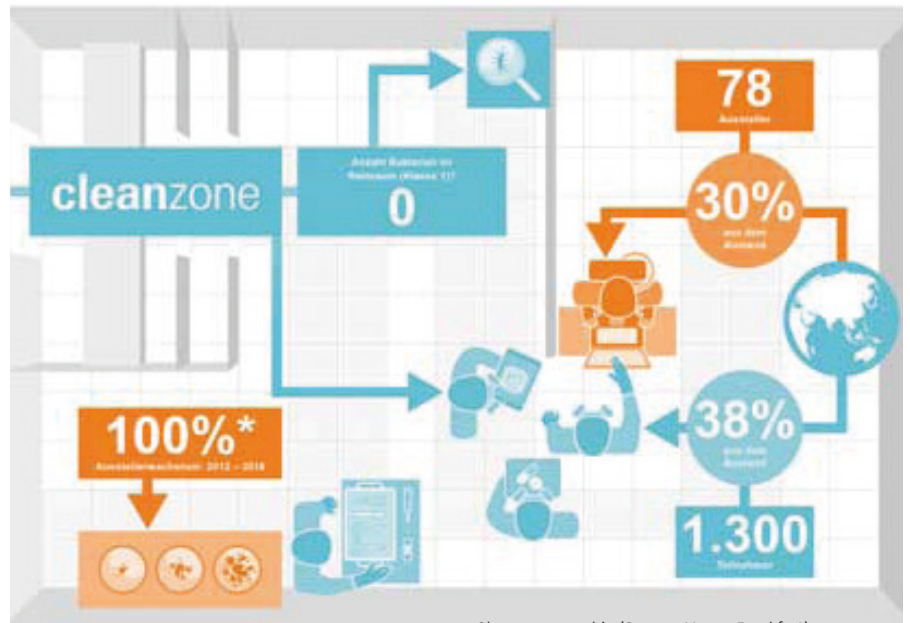 cleanzone
Anzahl Bakterien im
Reinraum (Klasse 1)?
0
78
Aussteller
30%
aus dem
Ausland
38%
aus dem
Ausland
1.300
Teilnehmer
100%*
Ausstellerwachstum: 2012 –